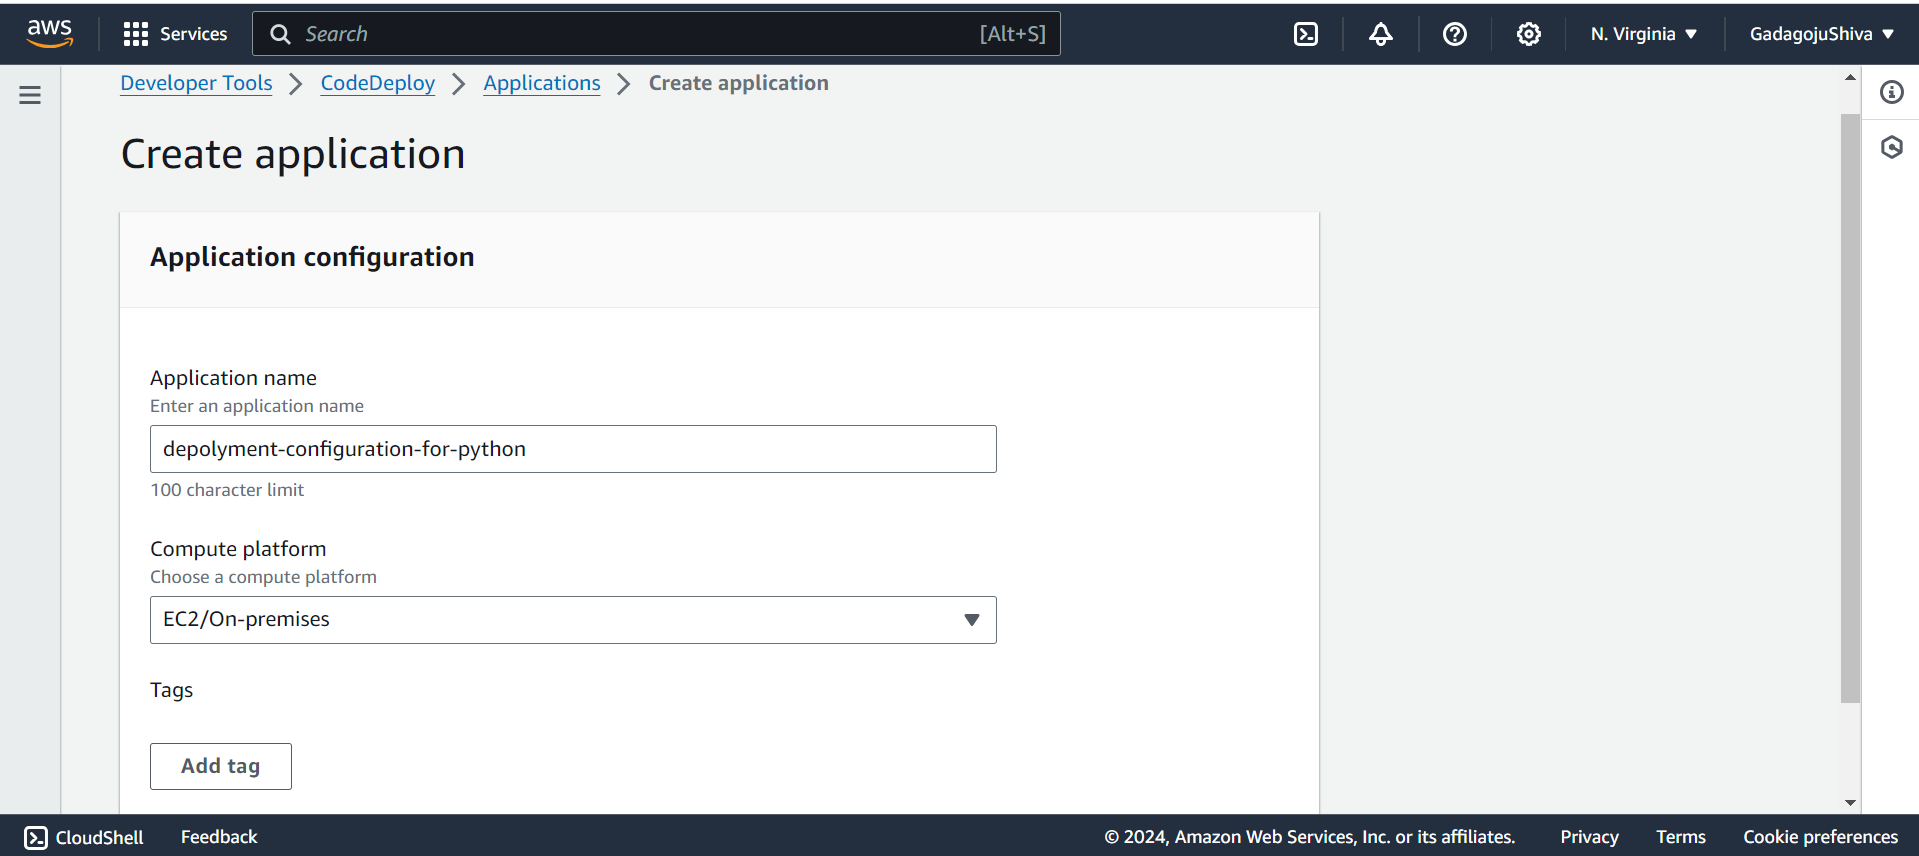 aws Services Search [Alt+S] N. Virginia GadagojuShiva
Developer Tools CodeDeploy Applications Create application
Create application
Application configuration
Application name
Enter an application name
depolyment-configuration-for-python
100 character limit
Compute platform
Choose a compute platform
EC2/On-premises
Tags
Add tag
CloudShell Feedback © 2024, Amazon Web Services, Inc. or its affiliates. Privacy Terms Cookie preferences